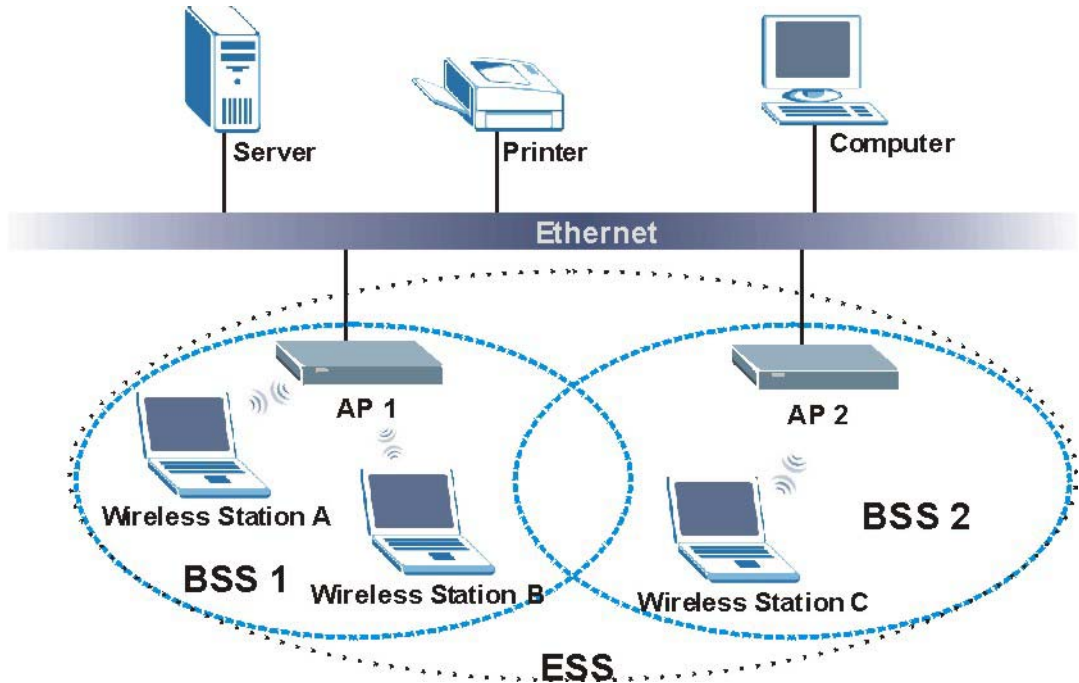 Server
Printer
Computer
Ethernet
AP 1
AP 2
Wireless Station A
BSS 2
BSS 1
Wireless Station B
Wireless Station C
ESS